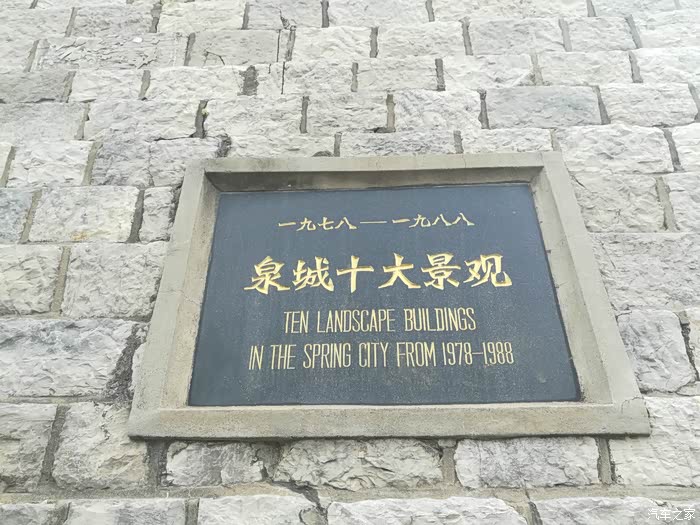 一九七八—一九八八
泉城十大景观
TEN LANDSCAPE BUILDINGS
IN THE SPRING CITY FROM 1978-1988
汽车之家